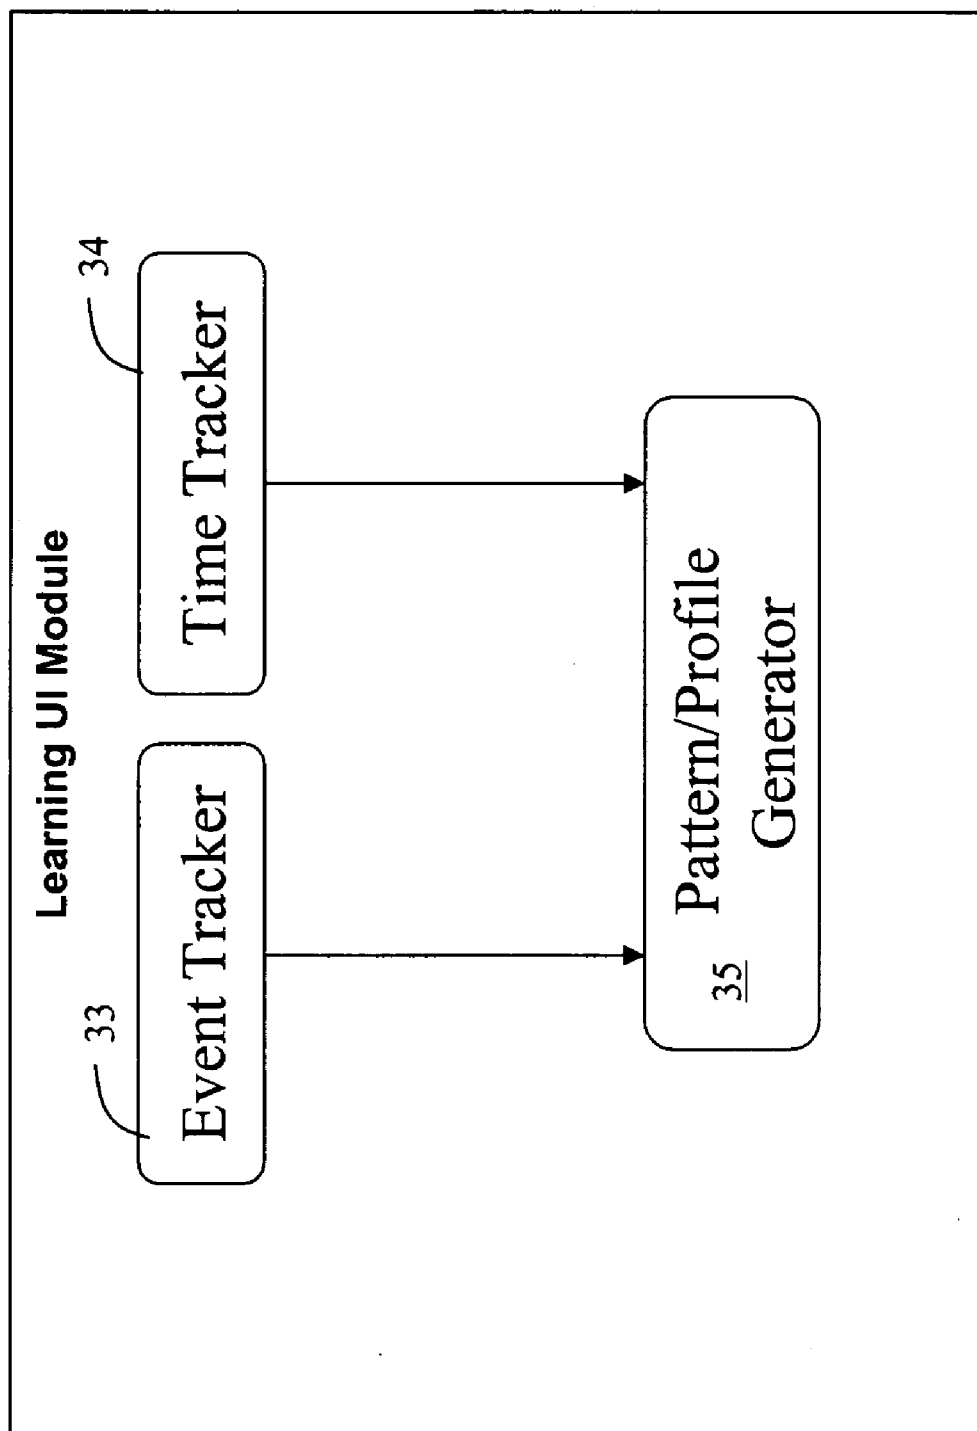 Learning UI Module
33
Event Tracker
34
Time Tracker
35
Pattern/Profile
Generator